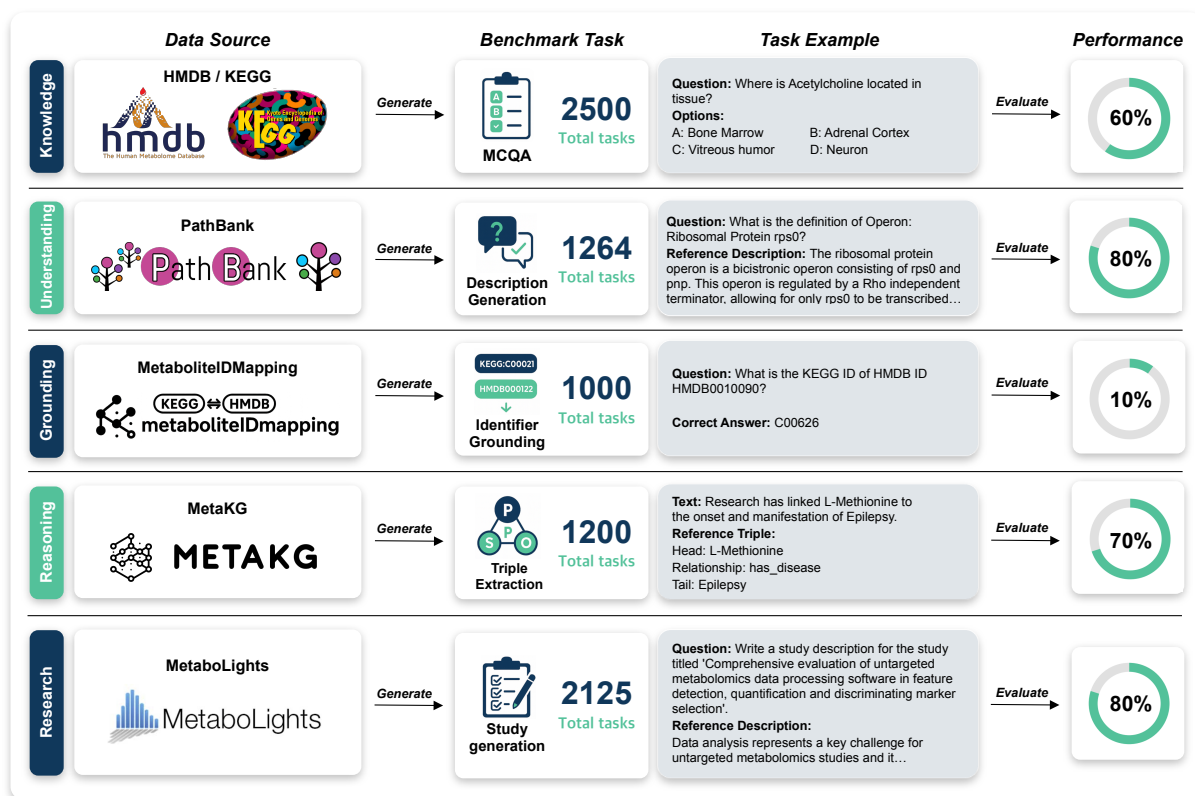 Data Source
Benchmark Task
Task Example
Performance
Knowledge
HMDB / KEGG
hmdb
The Human Metabolome Database
KEGG
Kyoto Encyclopedia of
Genes and Genomes
Generate
A
B
MCQA
2500
Total tasks
Question: Where is Acetylcholine located in
tissue?
Options:
A: Bone Marrow B: Adrenal Cortex
C: Vitreous humor D: Neuron
Evaluate
60%
Understanding
PathBank
PathBank
Generate
?
Description
Generation
1264
Total tasks
Question: What is the definition of Operon:
Ribosomal Protein rps0?
Reference Description: The ribosomal protein
operon is a bicistronic operon consisting of rps0 and
pnp. This operon is regulated by a Rho independent
terminator, allowing for only rps0 to be transcribed…
Evaluate
80%
Grounding
MetaboliteIDMapping
KEGG ⇔ HMDB
metaboliteIDmapping
Generate
KEGG:C00021
HMDB000122
Identifier
Grounding
1000
Total tasks
Question: What is the KEGG ID of HMDB ID
HMDB0010090?
Correct Answer: C00626
Evaluate
10%
Reasoning
MetaKG
METAKG
Generate
P
S P O
Triple
Extraction
1200
Total tasks
Text: Research has linked L-Methionine to
the onset and manifestation of Epilepsy.
Reference Triple:
Head: L-Methionine
Relationship: has_disease
Tail: Epilepsy
Evaluate
70%
Research
MetaboLights
MetaboLights
Generate
Study
generation
2125
Total tasks
Question: Write a study description for the study
titled 'Comprehensive evaluation of untargeted
metabolomics data processing software in feature
detection, quantification and discriminating marker
selection'.
Reference Description:
Data analysis represents a key challenge for
untargeted metabolomics studies and it…
Evaluate
80%